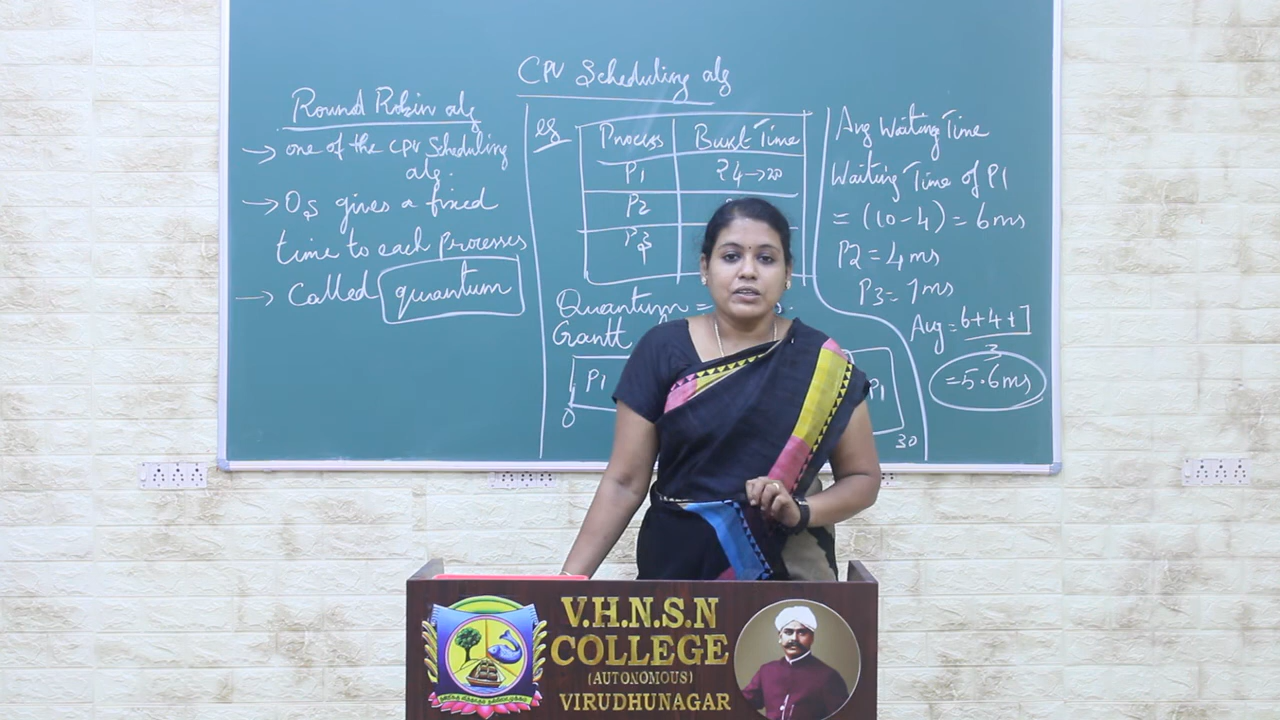 CPU Scheduling alg
Round Robin alg
→ one of the CPU Scheduling
alg.
→ OS gives a fixed
time to each processes
→ Called quantum
eg
Process Burst Time
P1 24→20
P2
P3
Quantum =
Gantt
P1
P1
0
30
Avg Waiting Time
Waiting Time of P1
= (10-4) = 6ms
P2 = 4ms
P3 = 7ms
Avg = 6+4+7
3
= 5.6ms
V.H.N.S.N
COLLEGE
(AUTONOMOUS)
VIRUDHUNAGAR